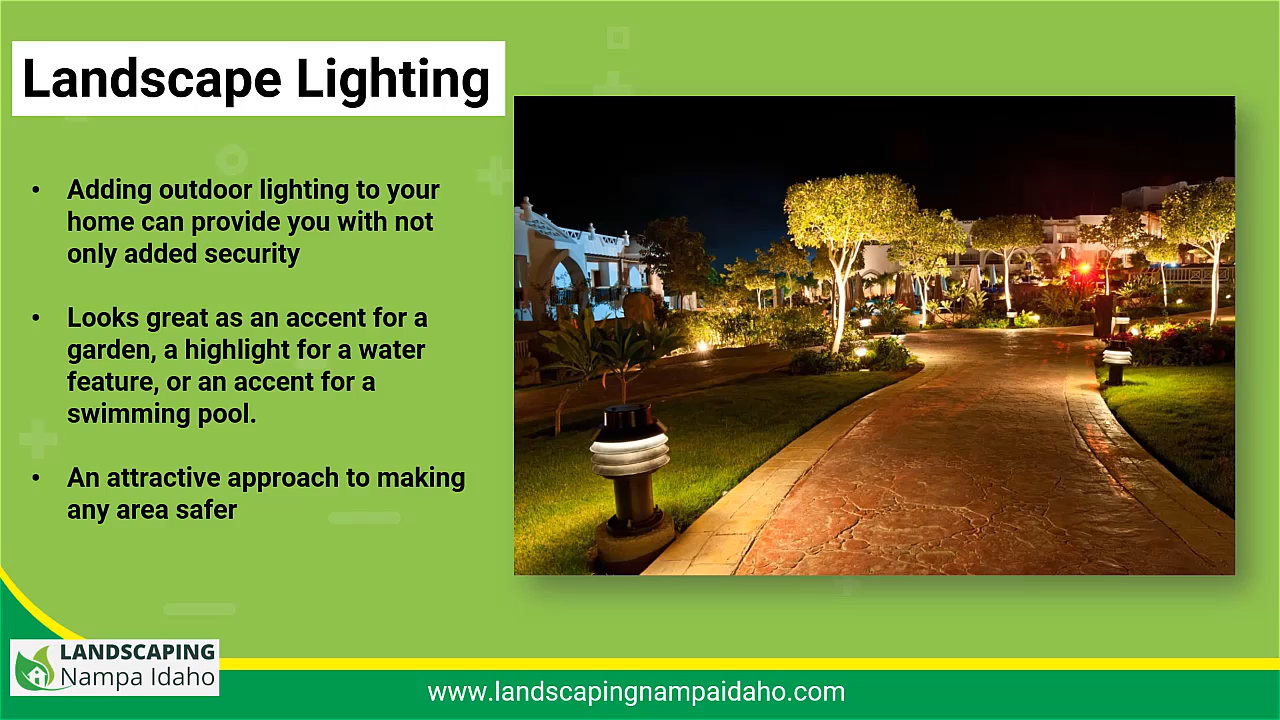 Landscape Lighting
• Adding outdoor lighting to your
home can provide you with not
only added security
• Looks great as an accent for a
garden, a highlight for a water
feature, or an accent for a
swimming pool.
• An attractive approach to making
any area safer
LANDSCAPING
Nampa Idaho
www.landscapingnampaidaho.com